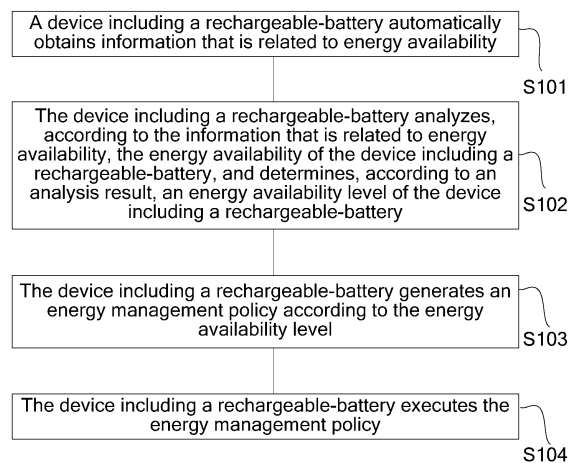 A device including a rechargeable-battery automatically
obtains information that is related to energy availability
S101
The device including a rechargeable-battery analyzes,
according to the information that is related to energy
availability, the energy availability of the device including a
rechargeable-battery, and determines, according to an
analysis result, an energy availability level of the device
including a rechargeable-battery
S102
The device including a rechargeable-battery generates an
energy management policy according to the energy
availability level
S103
The device including a rechargeable-battery executes the
energy management policy
S104